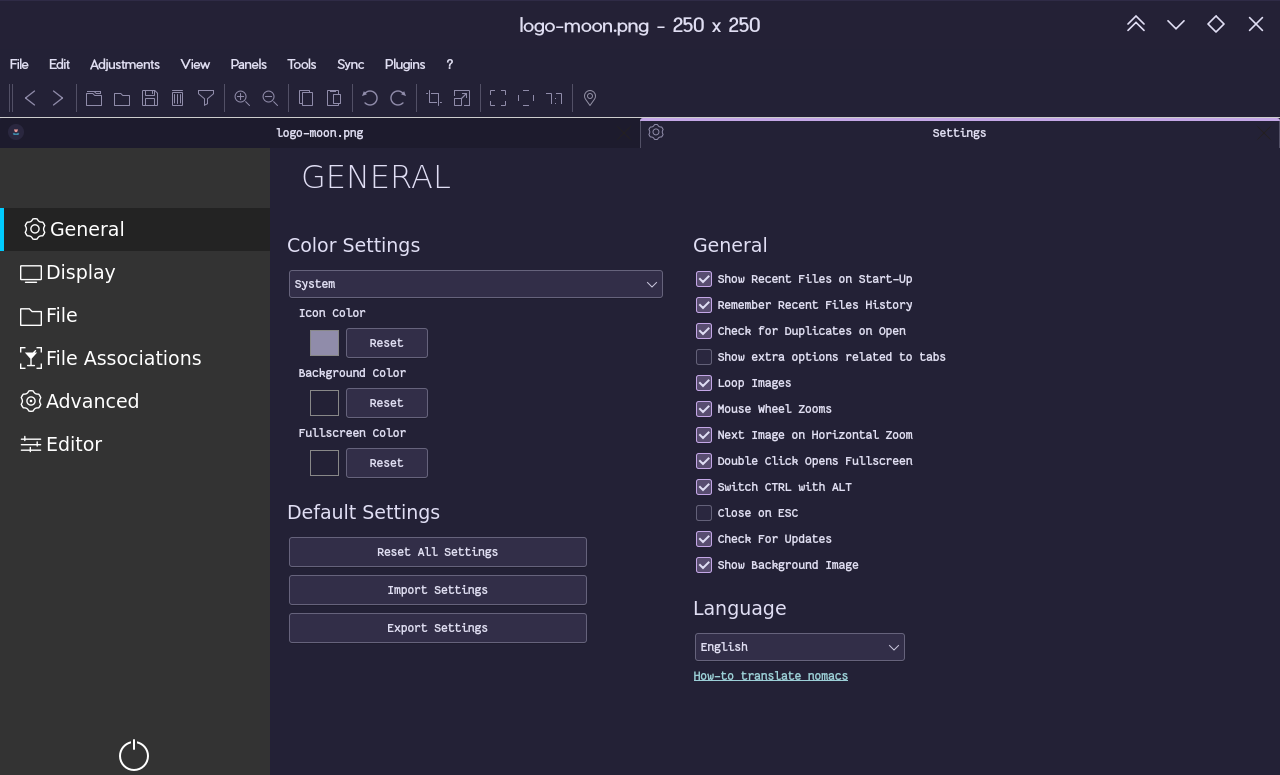 logo-moon.png - 250 x 250
File Edit Adjustments View Panels Tools Sync Plugins ?
1:1
logo-moon.png
Settings
General
Display
File
File Associations
Advanced
Editor
GENERAL
Color Settings
System
Icon Color
Reset
Background Color
Reset
Fullscreen Color
Reset
Default Settings
Reset All Settings
Import Settings
Export Settings
General
Show Recent Files on Start-Up
Remember Recent Files History
Check for Duplicates on Open
Show extra options related to tabs
Loop Images
Mouse Wheel Zooms
Next Image on Horizontal Zoom
Double Click Opens Fullscreen
Switch CTRL with ALT
Close on ESC
Check For Updates
Show Background Image
Language
English
How-to translate nomacs